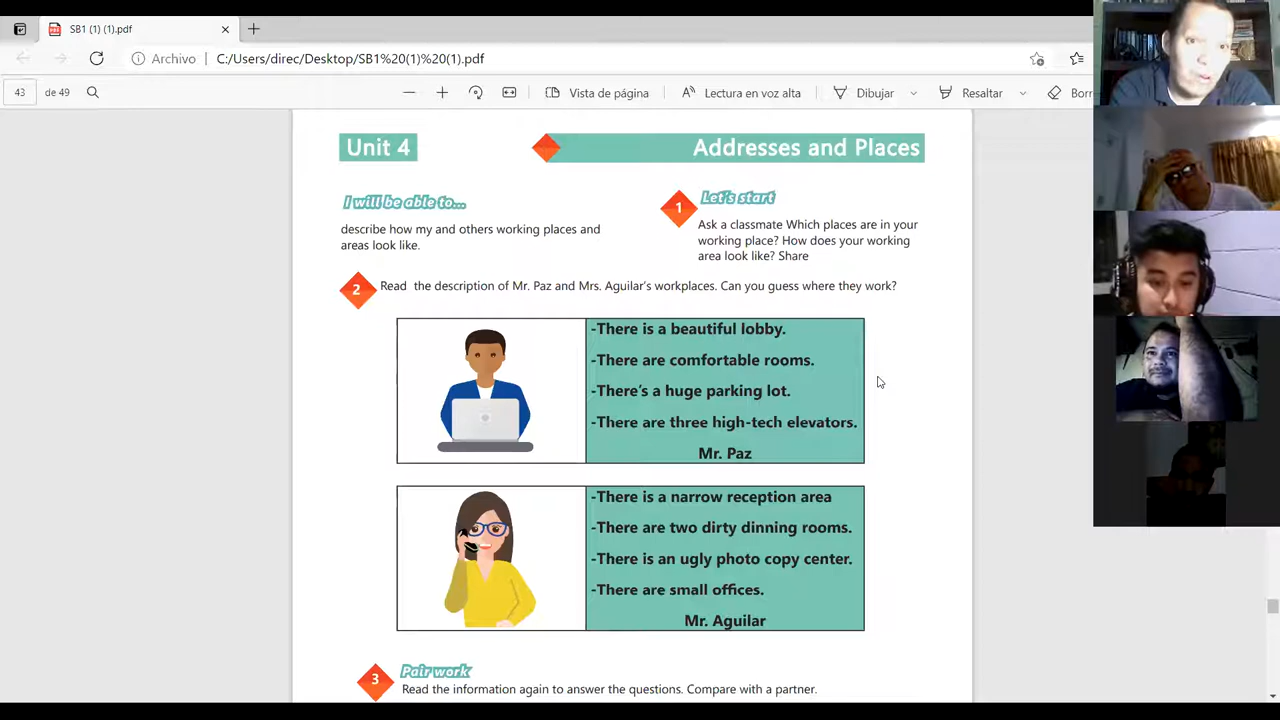 SB1 (1) (1).pdf
Archivo
C:/Users/direc/Desktop/SB1%20(1)%20(1).pdf
43
de 49
Vista de página
Lectura en voz alta
Dibujar
Resaltar
Borr
Unit 4
Addresses and Places
I will be able to...
describe how my and others working places and
areas look like.
1
Let's start
Ask a classmate Which places are in your
working place? How does your working
area look like? Share
2
Read the description of Mr. Paz and Mrs. Aguilar's workplaces. Can you guess where they work?
-There is a beautiful lobby.
-There are comfortable rooms.
-There's a huge parking lot.
-There are three high-tech elevators.
Mr. Paz
-There is a narrow reception area
-There are two dirty dinning rooms.
-There is an ugly photo copy center.
-There are small offices.
Mr. Aguilar
3
Pair work
Read the information again to answer the questions. Compare with a partner.